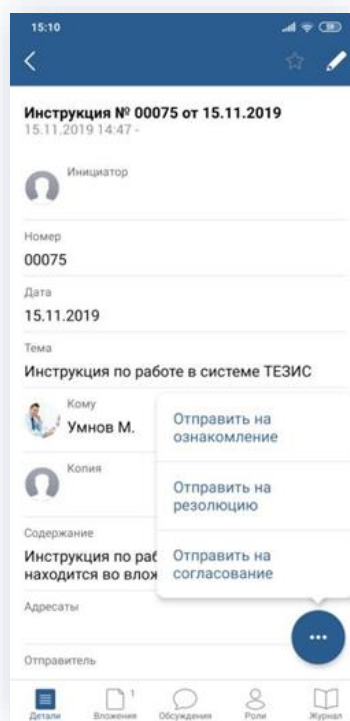 15:10
Инструкция № 00075 от 15.11.2019
15.11.2019 14:47 -
Инициатор
Номер
00075
Дата
15.11.2019
Тема
Инструкция по работе в системе ТЕЗИС
Кому
Умнов М.
Отправить на
ознакомление
Копия
Отправить на
резолюцию
Содержание
Инструкция по раб
находится во влож
Отправить на
согласование
Адресаты
Отправитель
1
Детали Вложения Обсуждения Роли Журнал